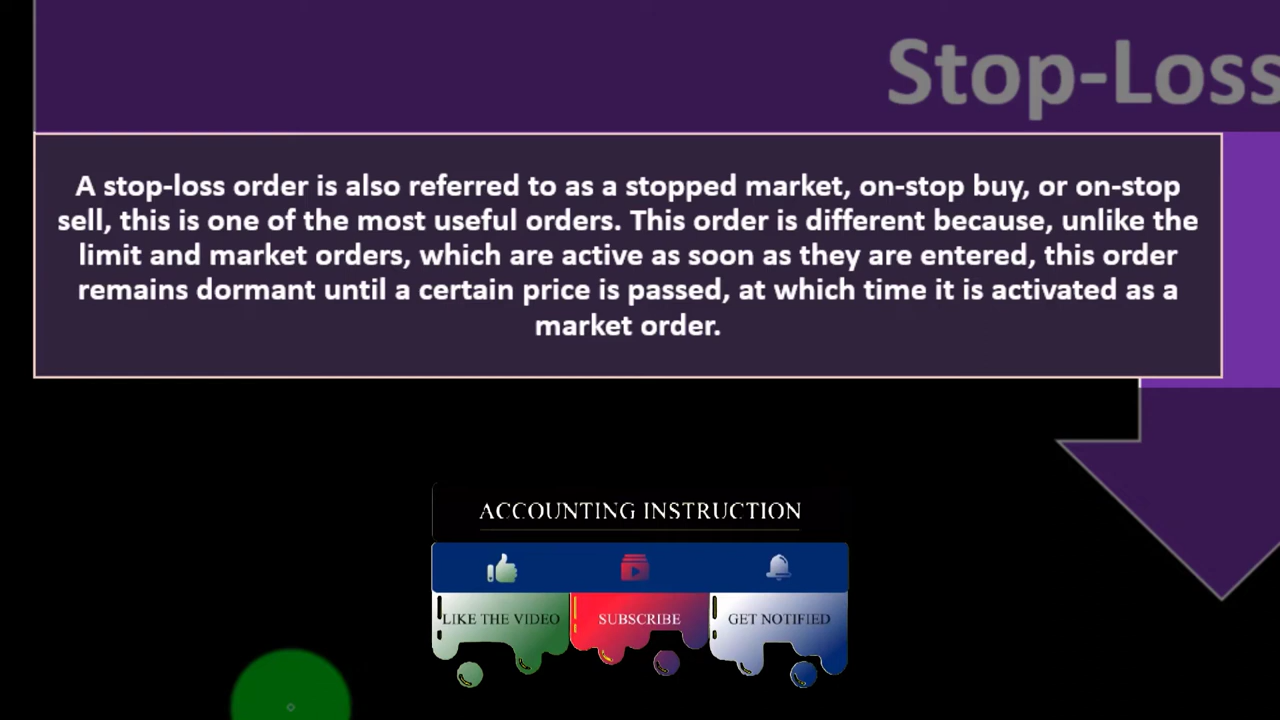 Stop-Loss
A stop-loss order is also referred to as a stopped market, on-stop buy, or on-stop
sell, this is one of the most useful orders. This order is different because, unlike the
limit and market orders, which are active as soon as they are entered, this order
remains dormant until a certain price is passed, at which time it is activated as a
market order.
ACCOUNTING INSTRUCTION
LIKE THE VIDEO
SUBSCRIBE
GET NOTIFIED